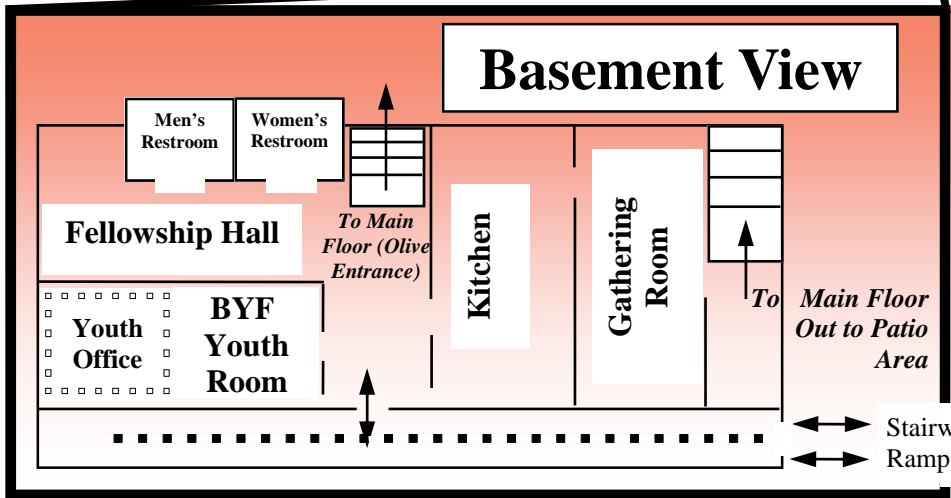 Basement View
Men's
Restroom
Women's
Restroom
Fellowship Hall
To Main
Floor (Olive
Entrance)
Kitchen
Gathering
Room
To Main Floor
Out to Patio
Area
Youth
Office
BYF
Youth
Room
Stairw
Ramp